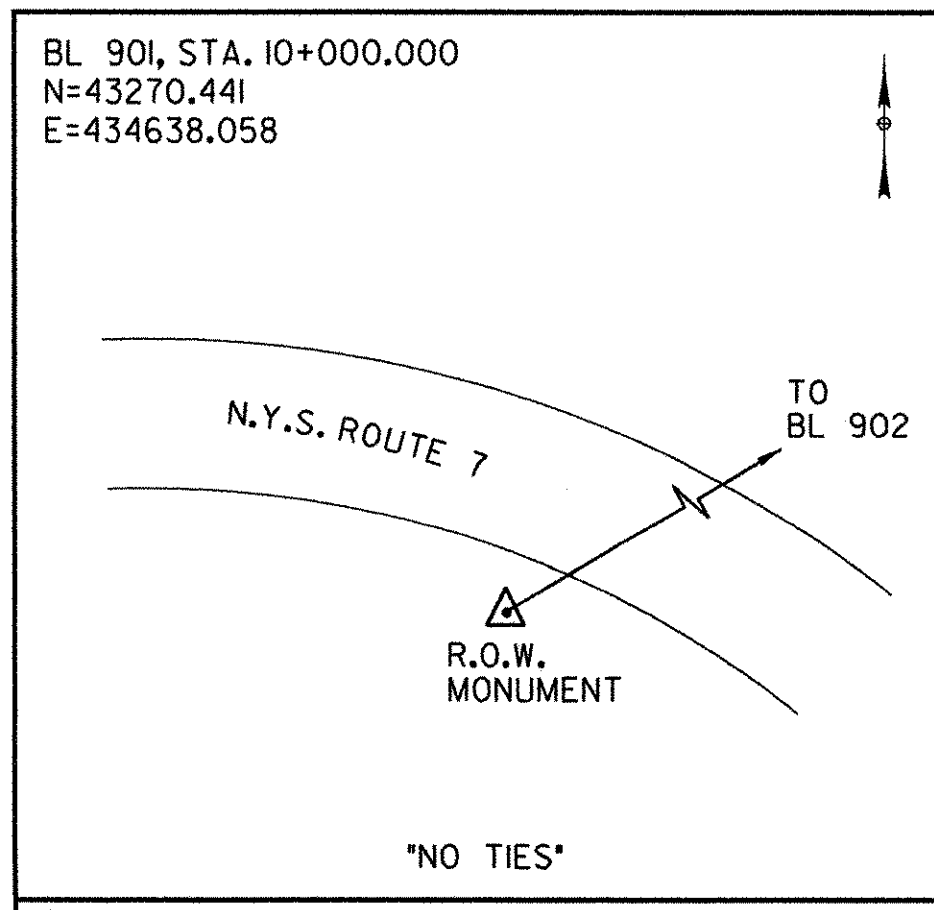 BL 901, STA. 10+000.000
N=43270.441
E=434638.058
TO
BL 902
N.Y.S. ROUTE 7
R.O.W.
MONUMENT
"NO TIES"